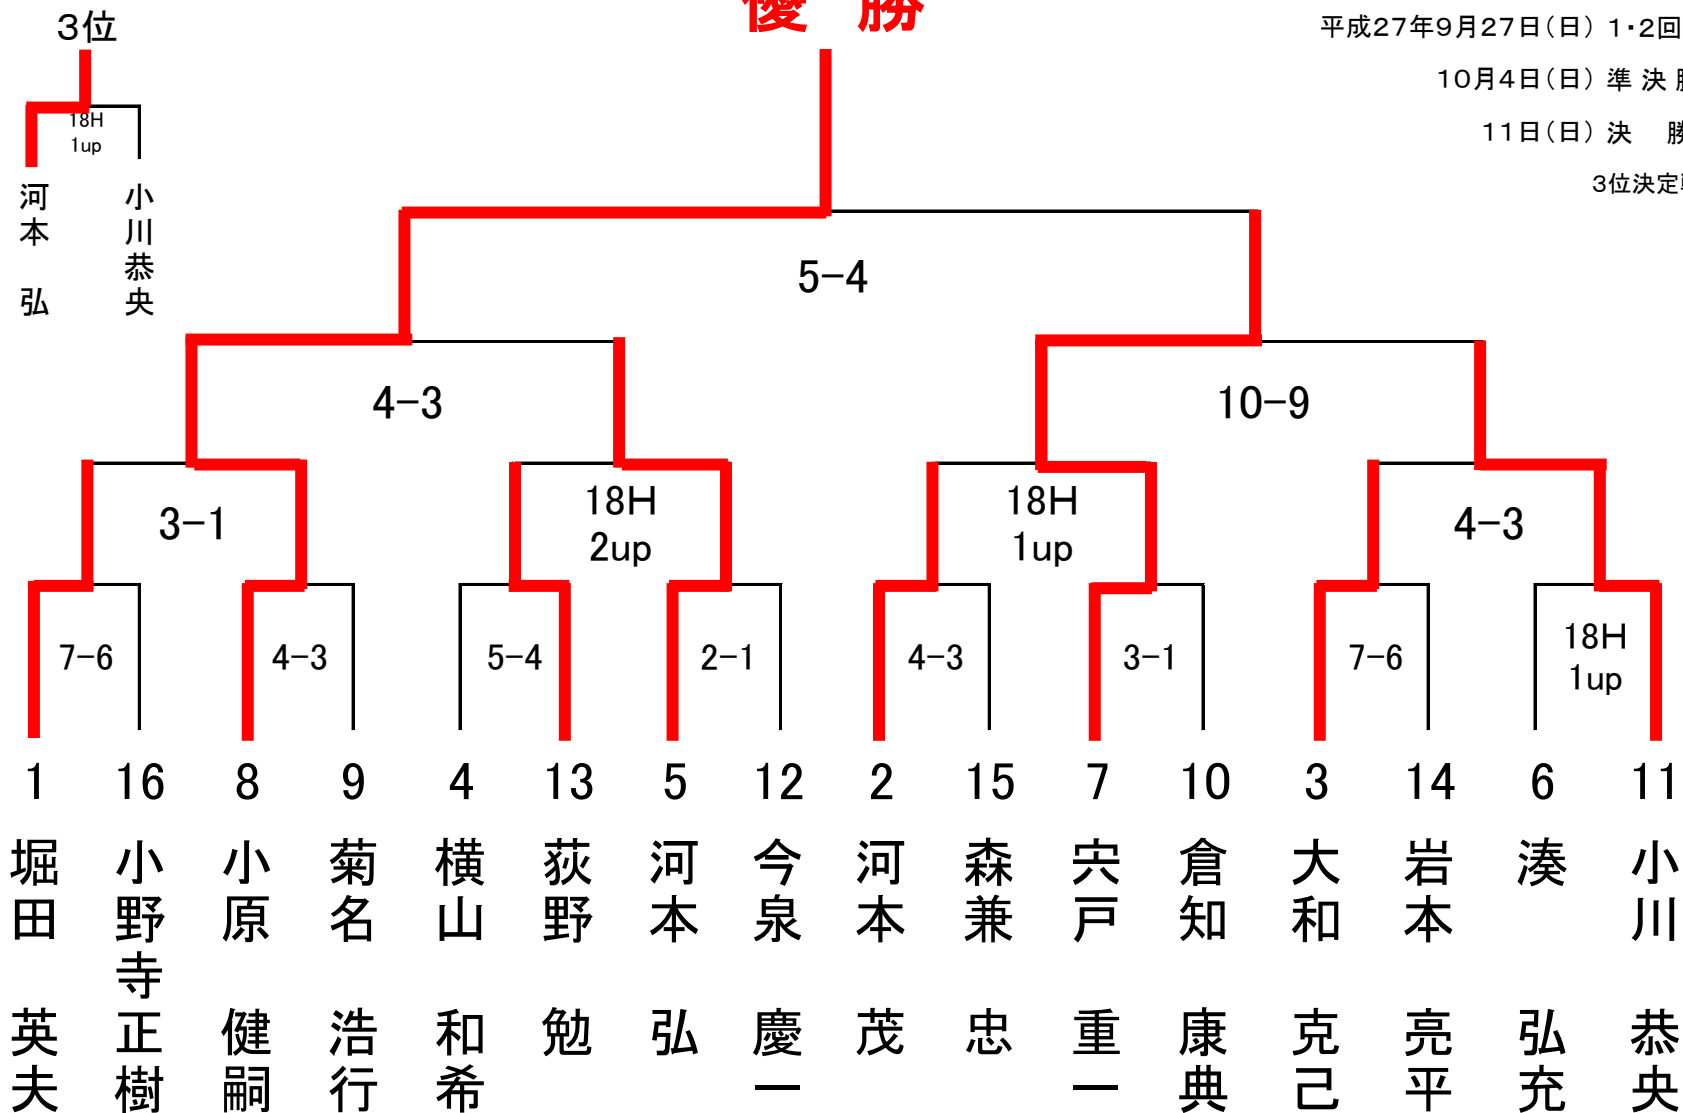 優 勝
3位
平成27年9月27日(日) 1・2回
10月4日(日) 準 決
11日(日) 決 勝
3位決定
18H
1up
河本 弘
小川恭央
5-4
4-3
10-9
3-1
18H
2up
18H
1up
4-3
7-6
4-3
5-4
2-1
4-3
3-1
7-6
18H
1up
1 16 8 9 4 13 5 12 2 15 7 10 3 14 6 11
堀田 英夫
小野寺正樹
小原 健嗣
菊名 浩行
横山 和希
荻野 勉
河本 弘
今泉 慶一
河本 茂
森兼 忠
宍戸 重一
倉知 康典
大和 克己
岩本 亮平
湊 弘充
小川 恭央